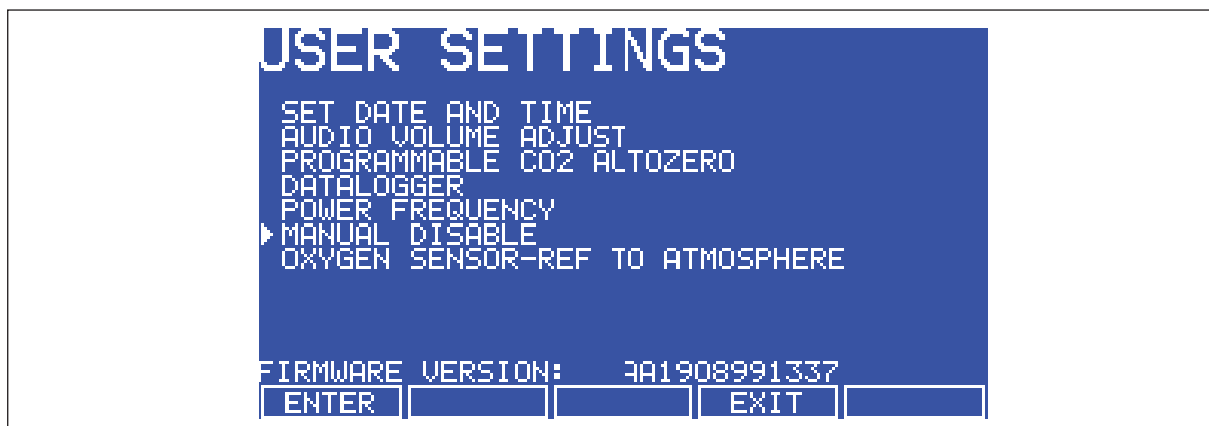 USER SETTINGS
SET DATE AND TIME
AUDIO VOLUME ADJUST
PROGRAMMABLE CO2 ALTOZERO
DATALOGGER
POWER FREQUENCY
MANUAL DISABLE
OXYGEN SENSOR-REF TO ATMOSPHERE
FIRMWARE VERSION: AA1908991337
ENTER EXIT